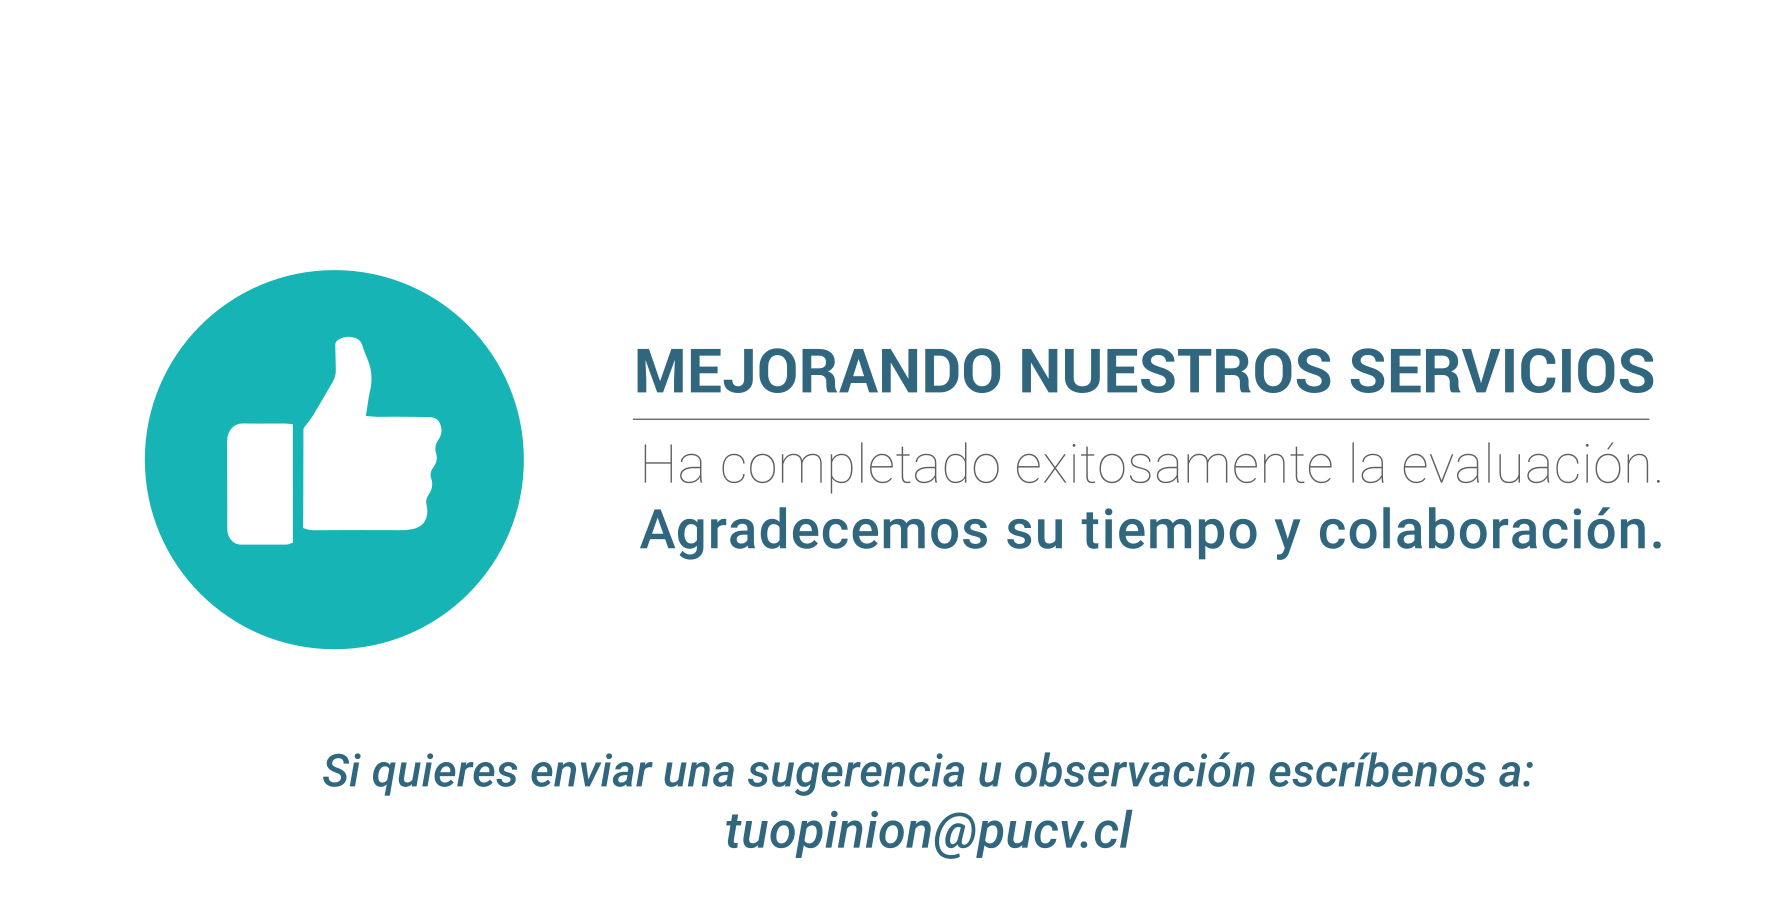 MEJORANDO NUESTROS SERVICIOS
Ha completado exitosamente la evaluación.
Agradecemos su tiempo y colaboración.
Si quieres enviar una sugerencia u observación escríbenos a:
tuopinion@pucv.cl